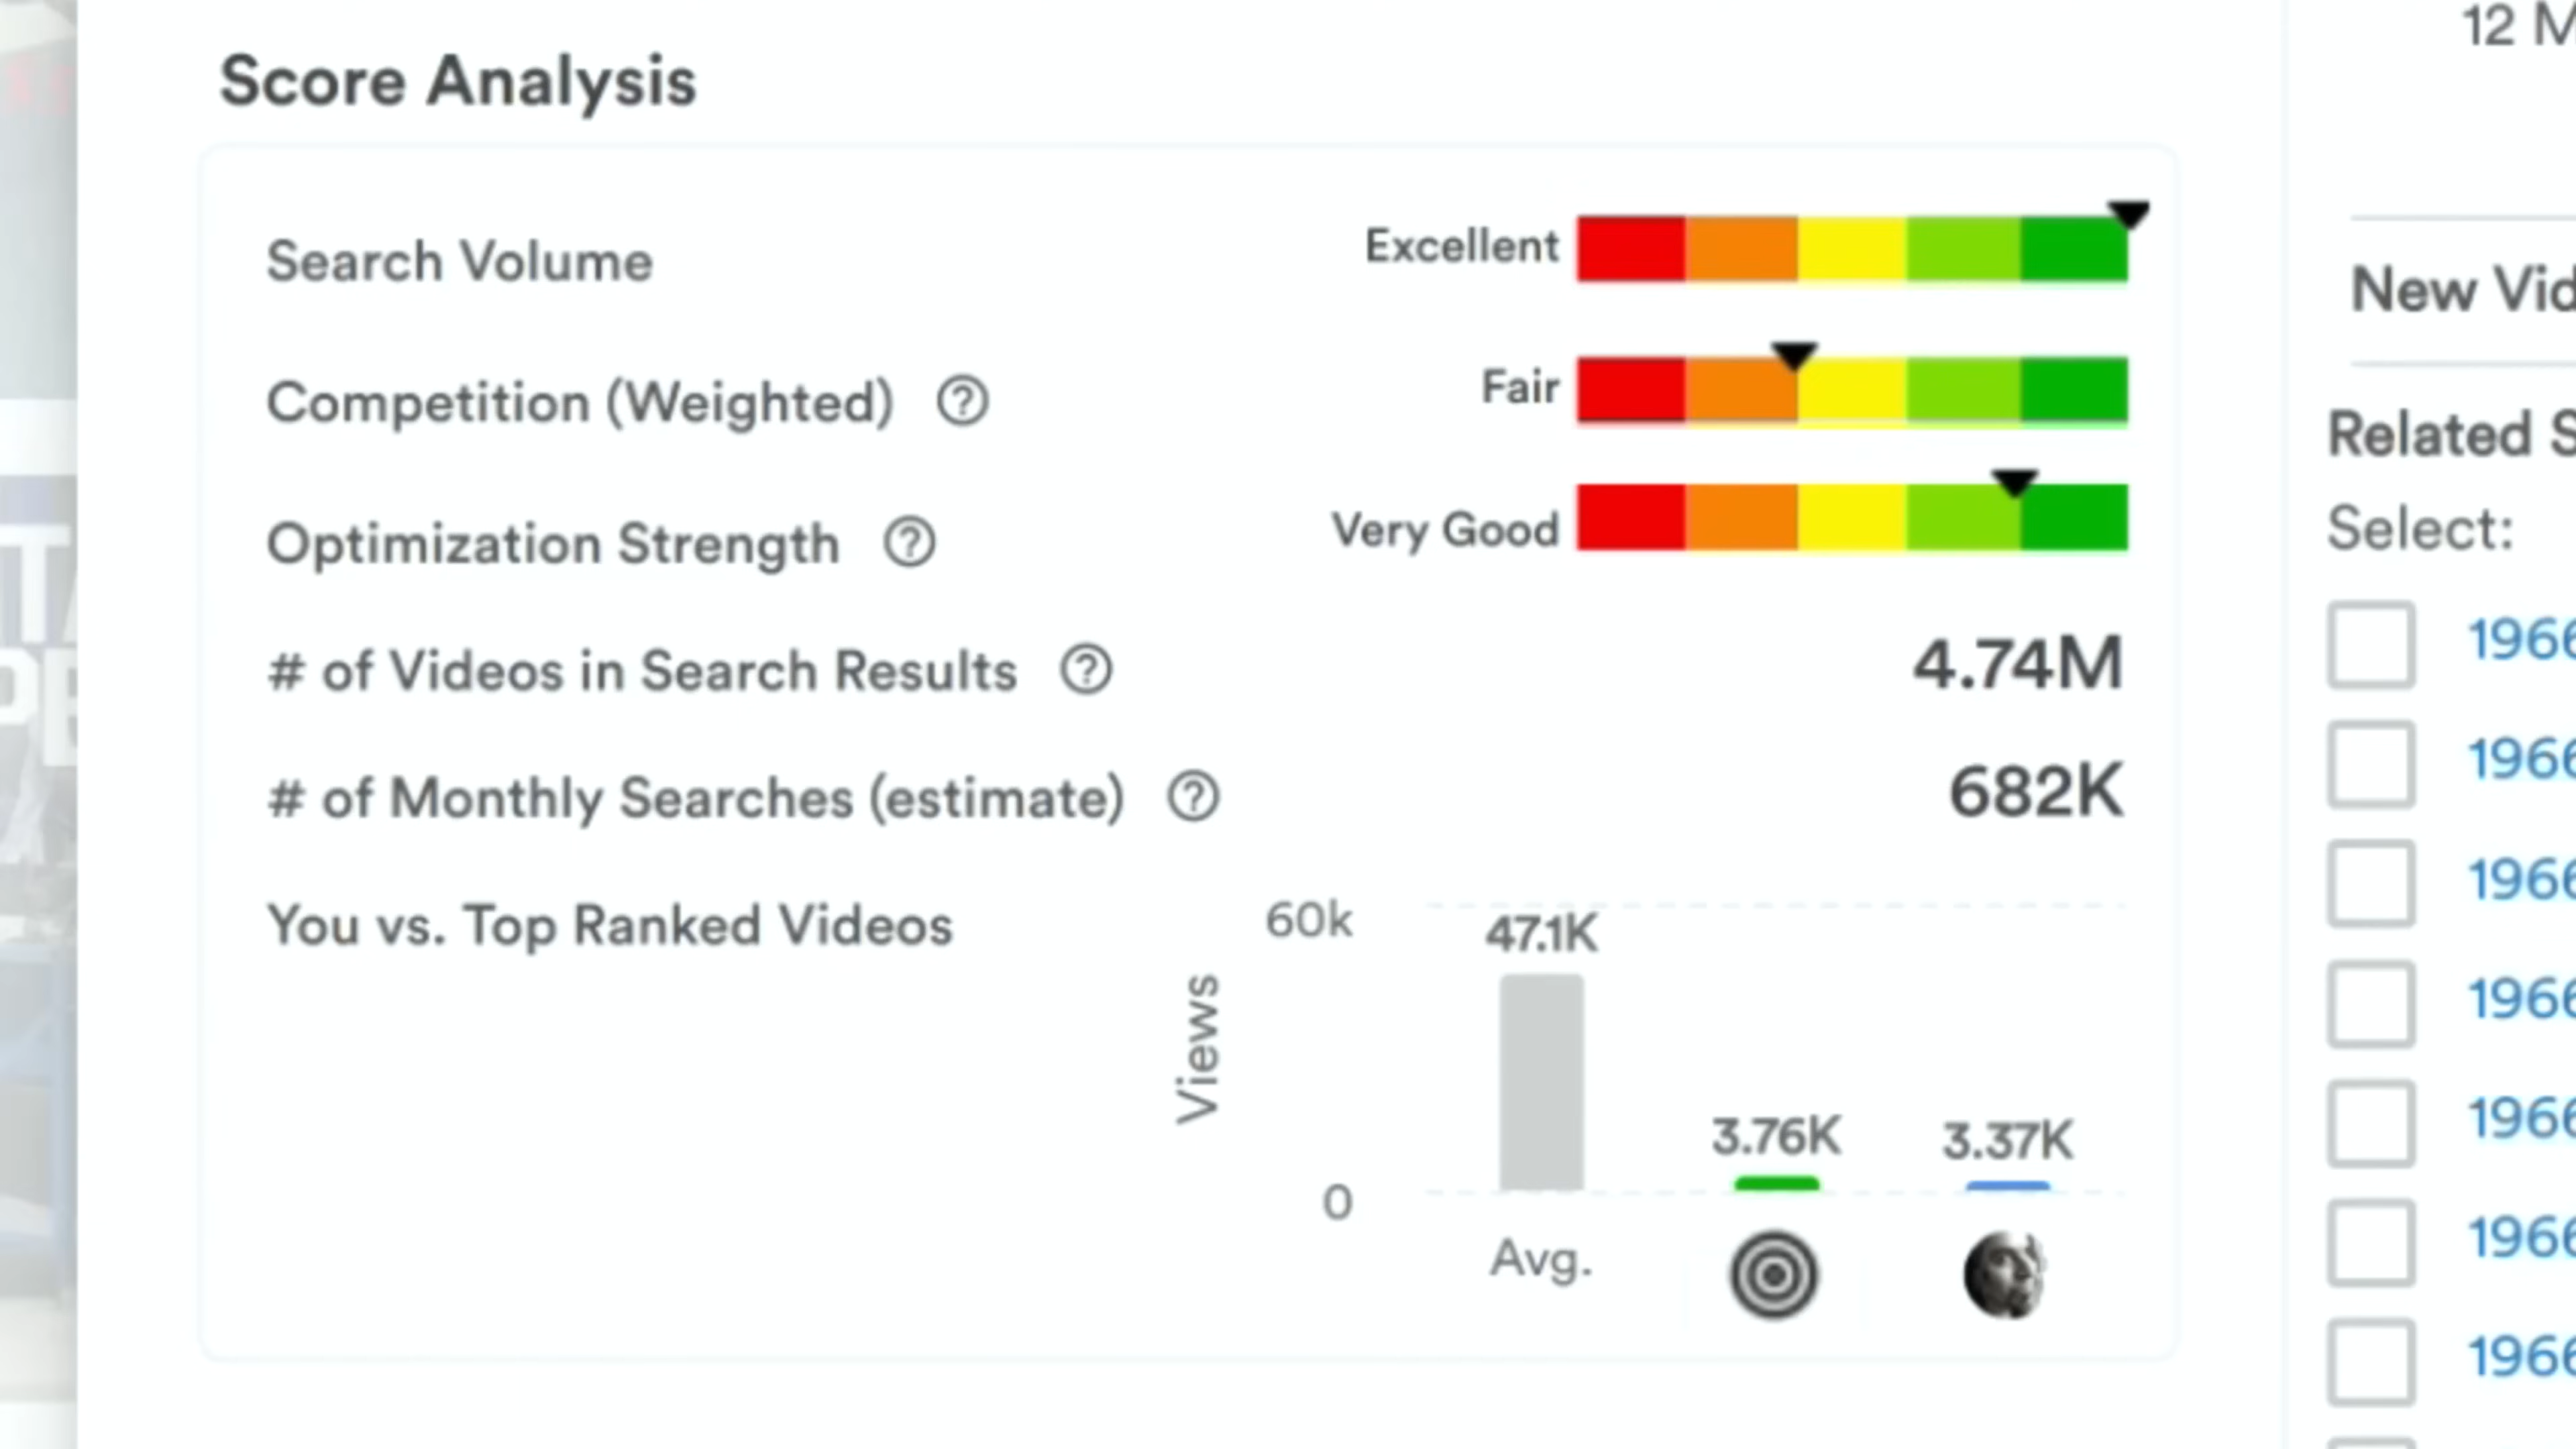 Score Analysis
Search Volume
Excellent
Competition (Weighted) ?
Fair
Optimization Strength ?
Very Good
# of Videos in Search Results ?
4.74M
# of Monthly Searches (estimate) ?
682K
You vs. Top Ranked Videos
60k
47.1K
Views
3.76K
3.37K
0
Avg.
12 M
New Vid
Related S
Select:
1966
1966
1966
1966
1966
1966
1966